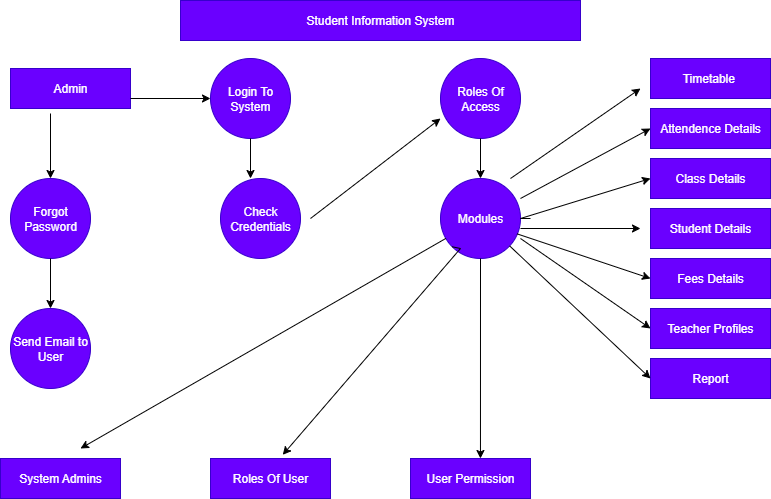 Student Information System
Admin
Login To
System
Roles Of
Access
Timetable
Attendence Details
Class Details
Forgot
Password
Check
Credentials
Modules
Student Details
Fees Details
Send Email to
User
Teacher Profiles
Report
System Admins
Roles Of User
User Permission